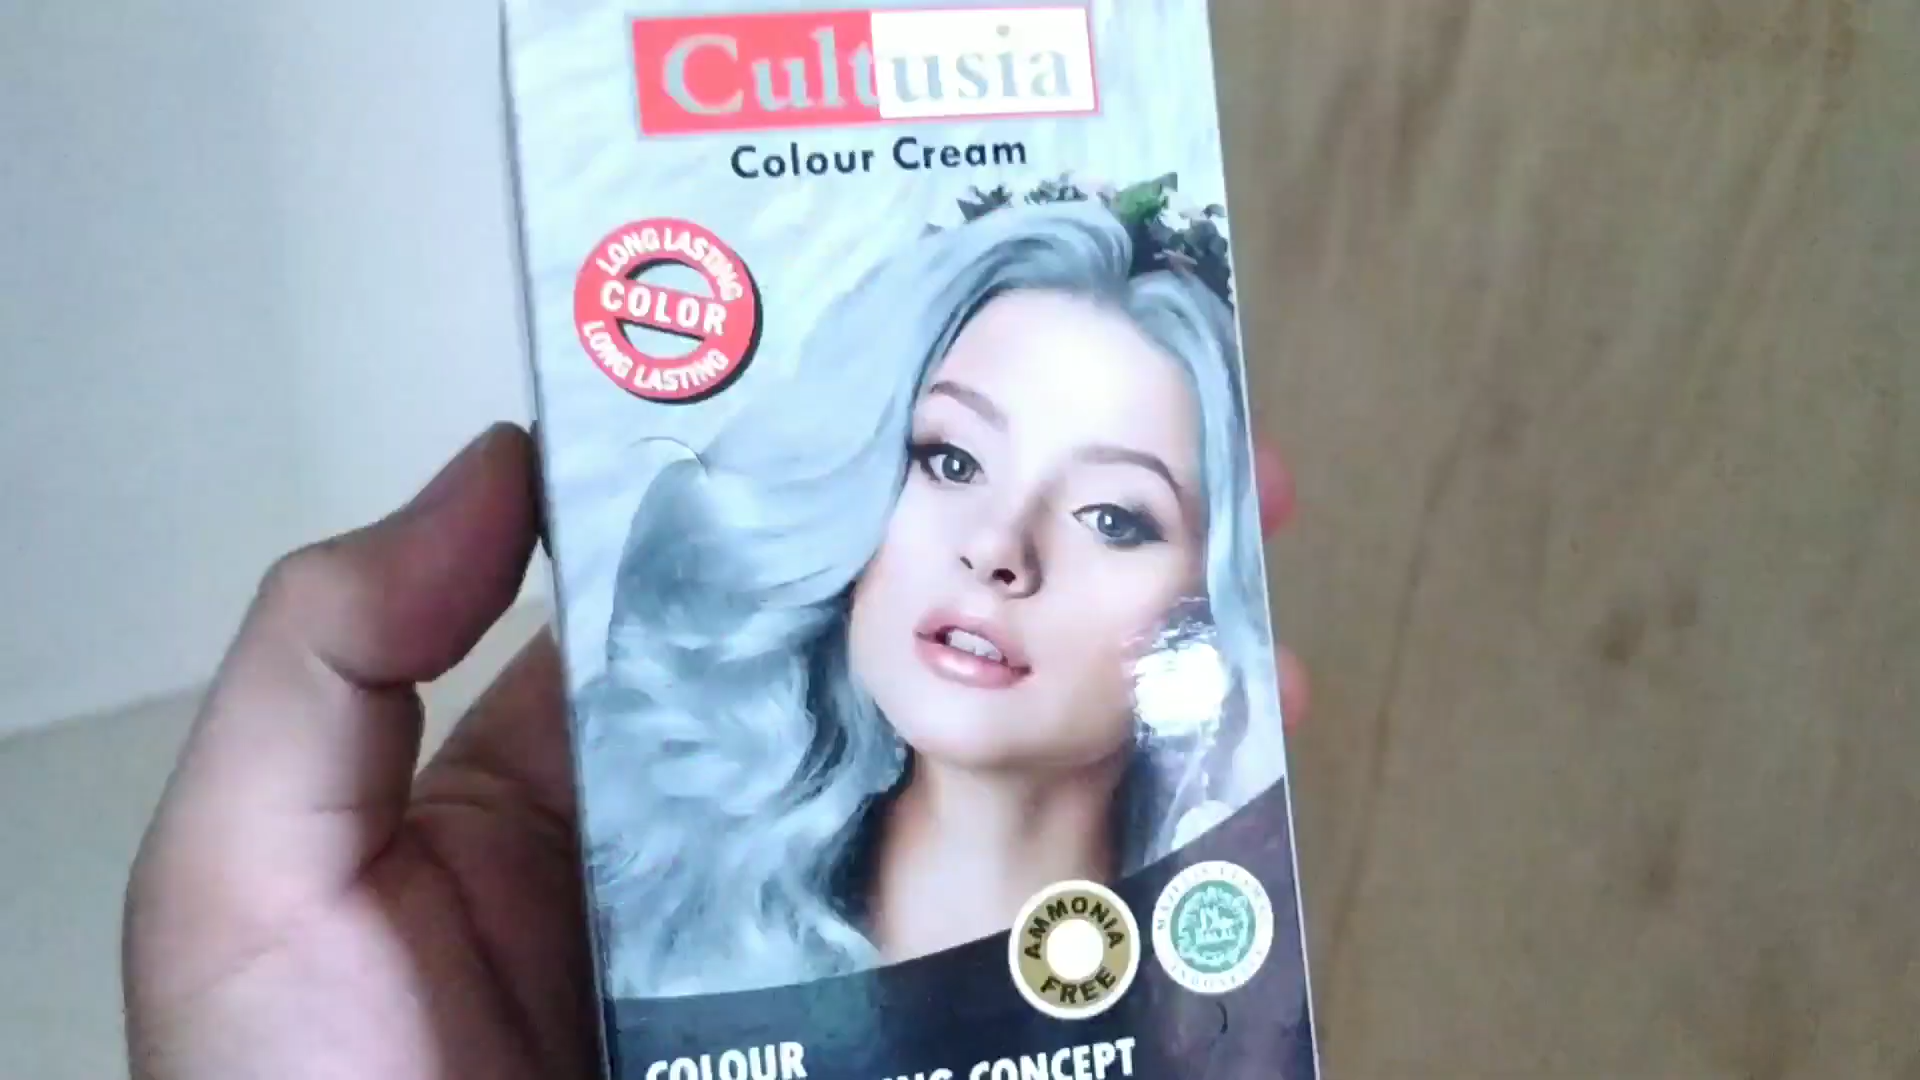 Cultusia
Colour Cream
LONG LASTING
COLOR
LONG LASTING
AMMONIA
FREE
COLOUR
CONCEPT